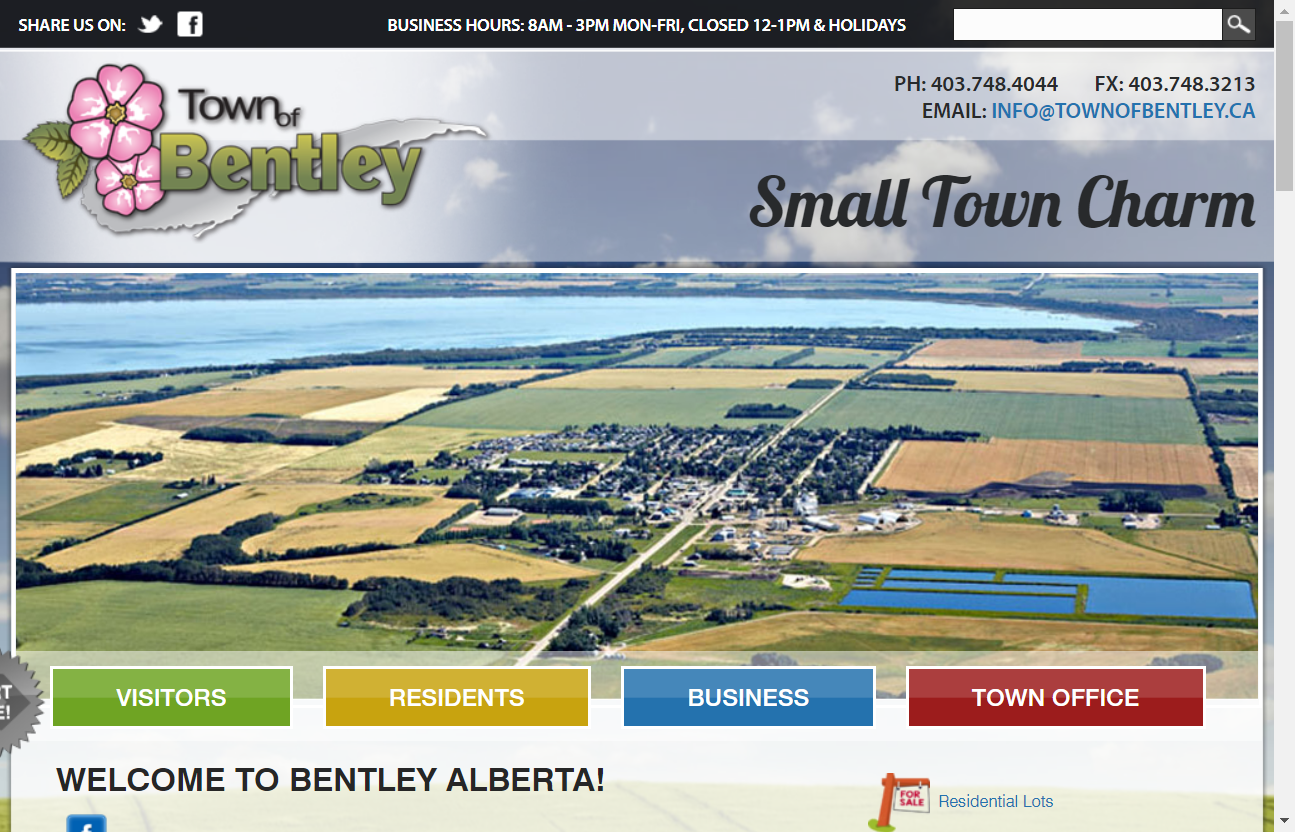 SHARE US ON:
BUSINESS HOURS: 8AM - 3PM MON-FRI, CLOSED 12-1PM & HOLIDAYS
PH: 403.748.4044 FX: 403.748.3213
EMAIL: INFO@TOWNOFBENTLEY.CA
Town of
Bentley
Small Town Charm
VISITORS
RESIDENTS
BUSINESS
TOWN OFFICE
WELCOME TO BENTLEY ALBERTA!
FOR
SALE
Residential Lots